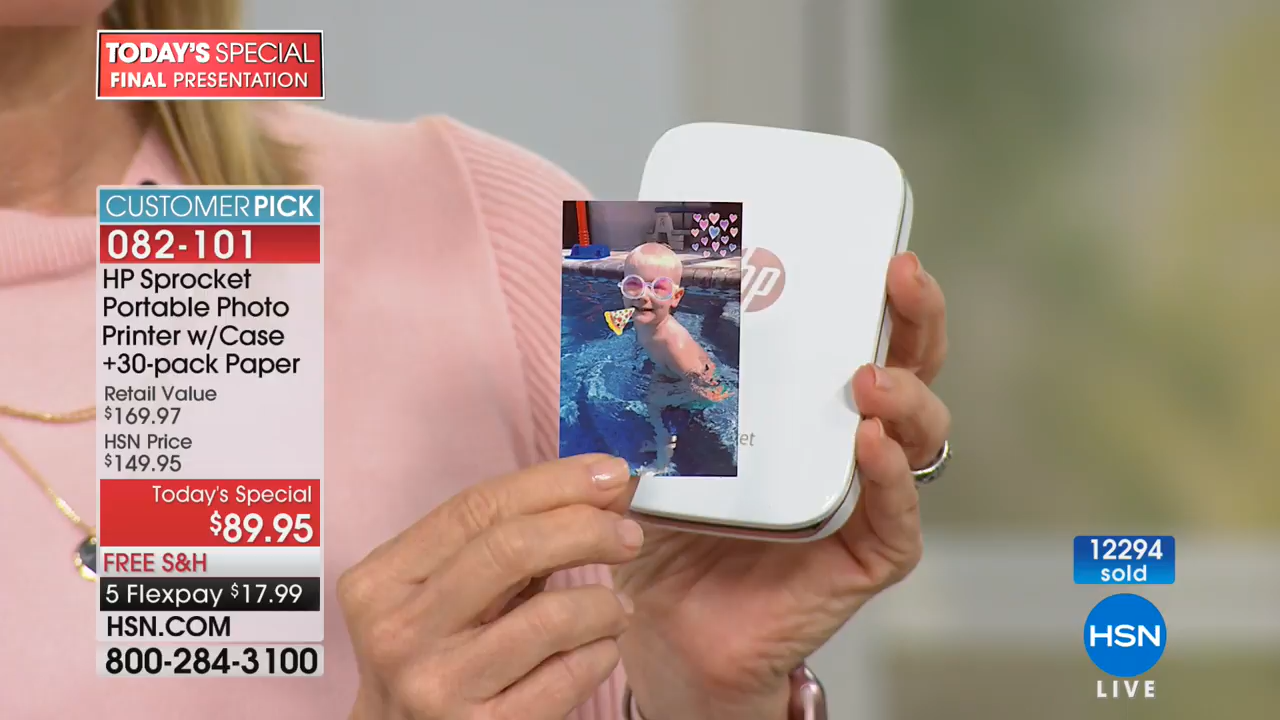 TODAY'S SPECIAL
FINAL PRESENTATION
CUSTOMER PICK
082-101
HP Sprocket
Portable Photo
Printer w/Case
+30-pack Paper
Retail Value
$169.97
HSN Price
$149.95
Today's Special
$89.95
FREE S&H
5 Flexpay $17.99
HSN.COM
800-284-3100
hp
et
12294
sold
HSN
LIVE